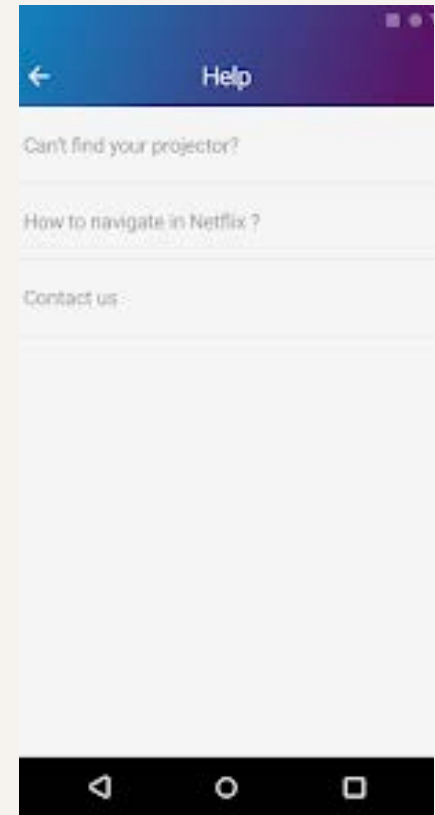 Help
Can't find your projector?
How to navigate in Netflix ?
Contact us